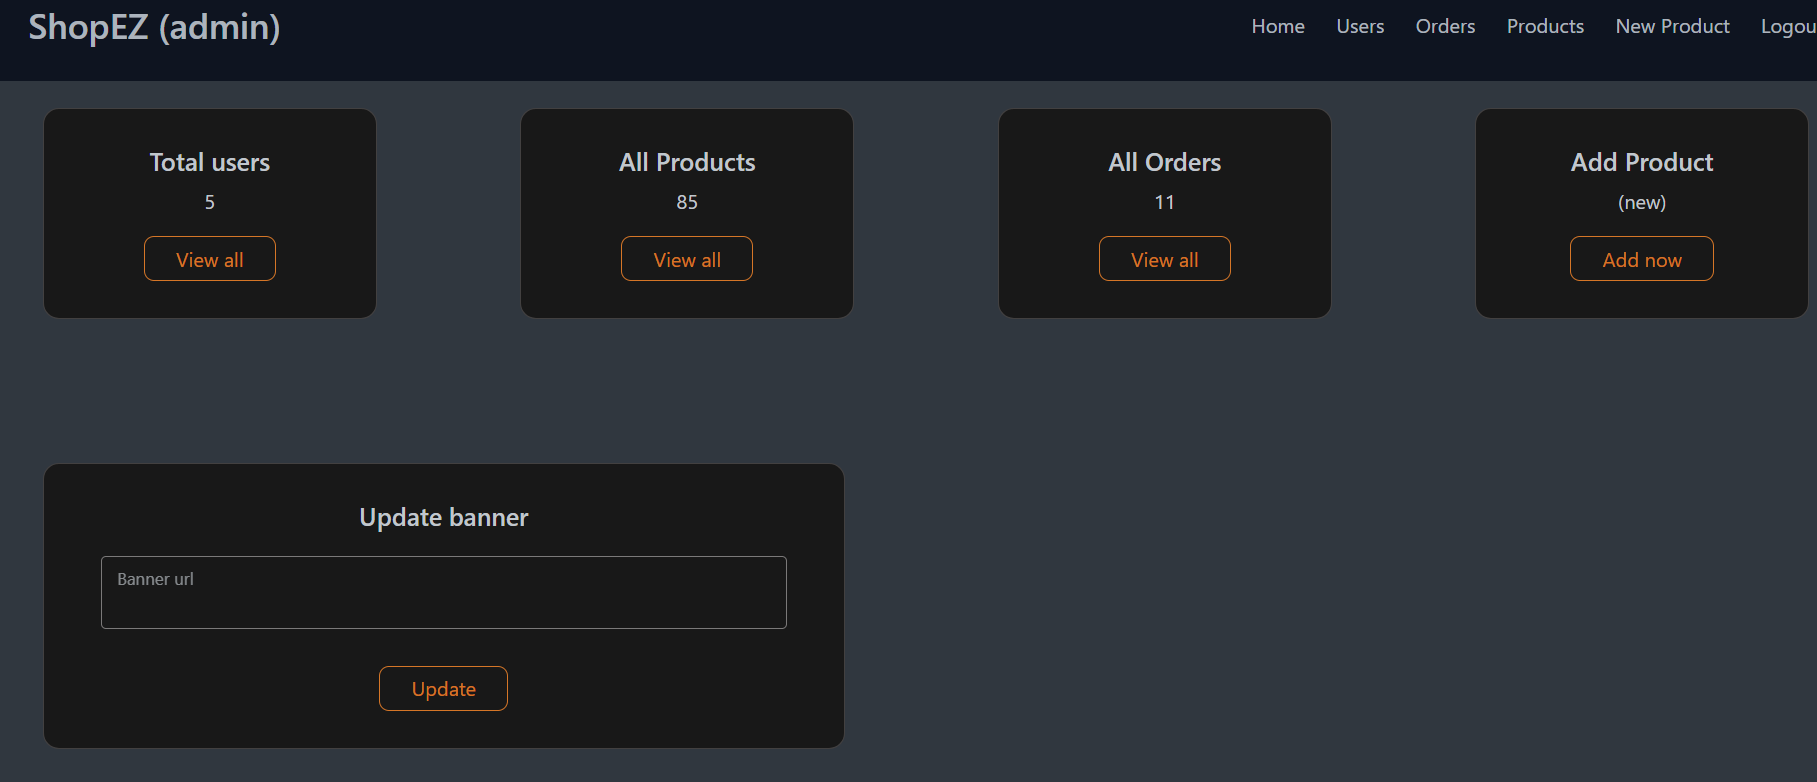 ShopEZ (admin)
Home Users Orders Products New Product Logou
Total users
5
View all
All Products
85
View all
All Orders
11
View all
Add Product
(new)
Add now
Update banner
Banner url
Update